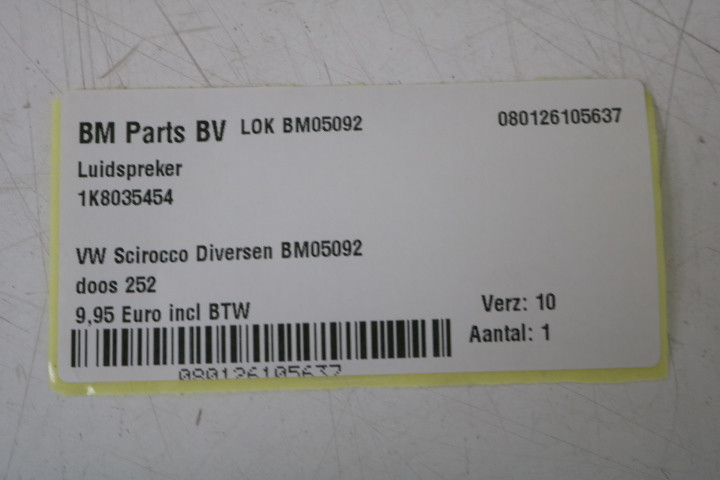 BM Parts BV LOK BM05092 080126105637
Luidspreker
1K8035454
VW Scirocco Diversen BM05092
doos 252
9,95 Euro incl BTW Verz: 10
Aantal: 1
080126105637